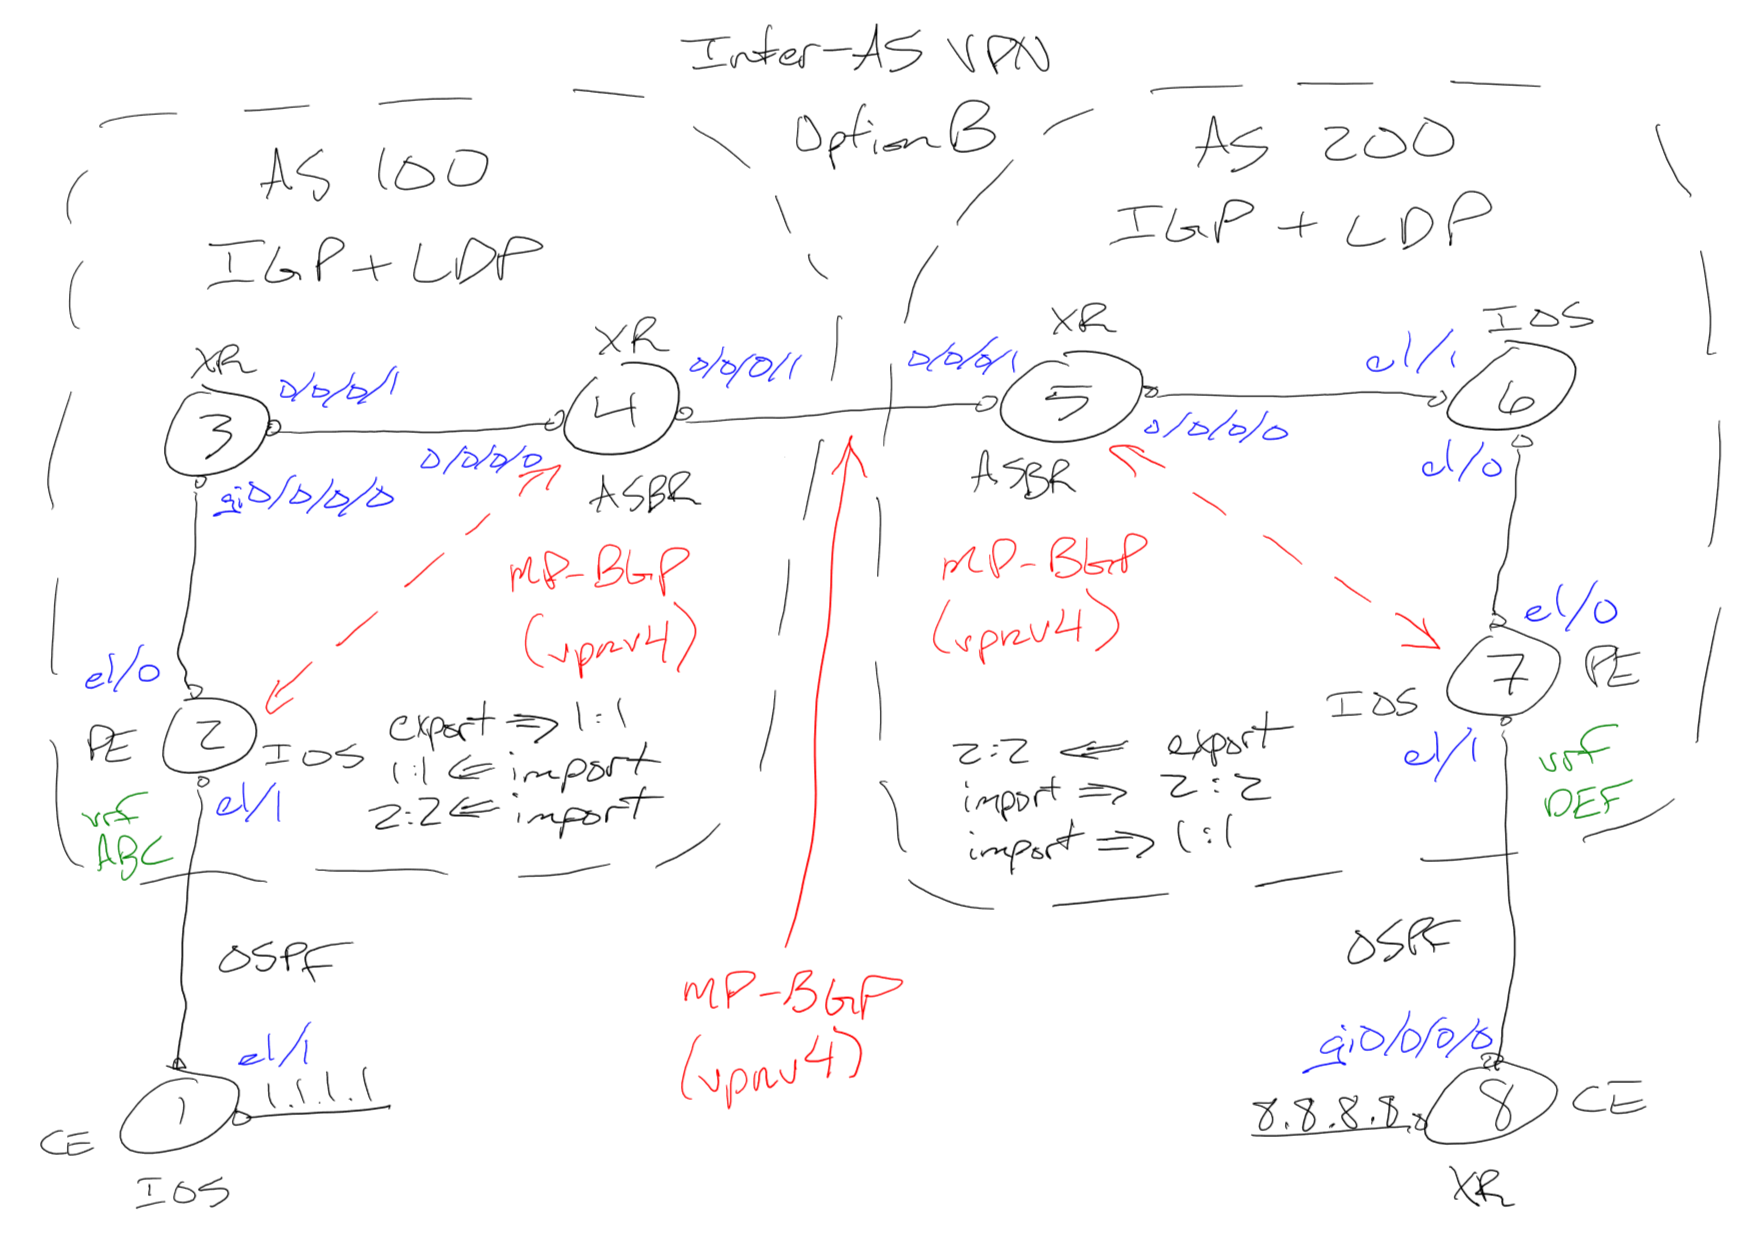 Inter-AS VPN
Option B
AS 100
IGP + LDP
AS 200
IGP + LDP
XR
3
0/0/0/1
gi0/0/0/0
XR
4
0/0/0/1
0/0/0/0
ASBR
XR
5
0/0/0/1
0/0/0/0
ASBR
IOS
6
e1/1
e1/0
MP-BGP
(vpnv4)
MP-BGP
(vpnv4)
e1/0
2
PE
IOS
e1/1
vrf
ABC
export => 1:1
1:1 <= import
2:2 <= import
e1/0
7
PE
IOS
e1/1
vrf
DEF
2:2 <= export
import => 2:2
import => 1:1
OSPF
OSPF
MP-BGP
(vpnv4)
e1/1
1.1.1.1
1
CE
IOS
gi0/0/0/0
8.8.8.8
8
CE
XR